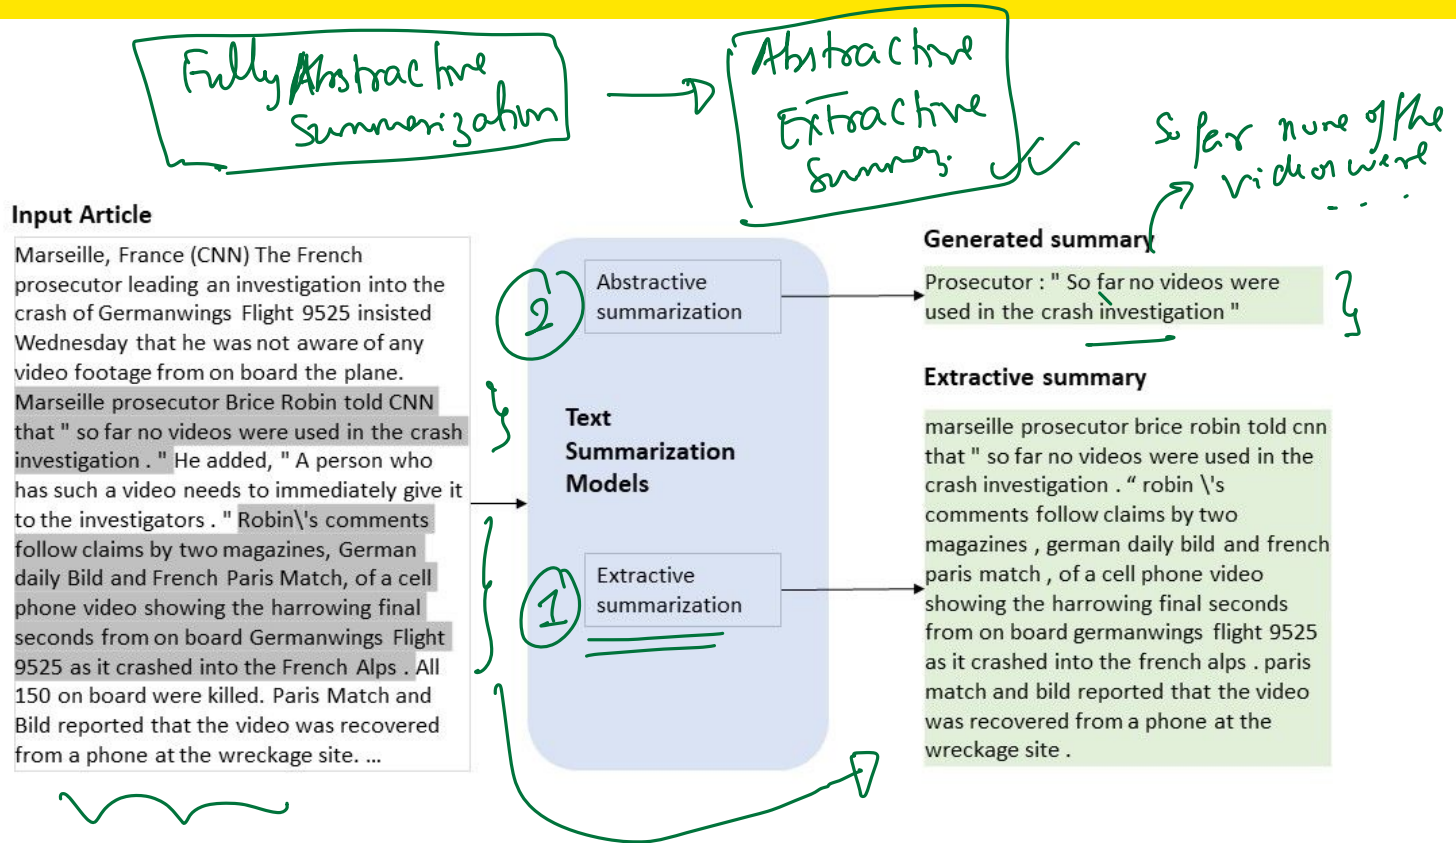 Fully Abstractive
Summerization
Abstractive
Extractive
Summez.
So far none of the
videos were
. . .
Input Article
Marseille, France (CNN) The French
prosecutor leading an investigation into the
crash of Germanwings Flight 9525 insisted
Wednesday that he was not aware of any
video footage from on board the plane.
Marseille prosecutor Brice Robin told CNN
that " so far no videos were used in the crash
investigation . " He added, " A person who
has such a video needs to immediately give it
to the investigators . " Robin\'s comments
follow claims by two magazines, German
daily Bild and French Paris Match, of a cell
phone video showing the harrowing final
seconds from on board Germanwings Flight
9525 as it crashed into the French Alps . All
150 on board were killed. Paris Match and
Bild reported that the video was recovered
from a phone at the wreckage site. ...
2
Abstractive
summarization
Text
Summarization
Models
1
Extractive
summarization
Generated summary
Prosecutor : " So far no videos were
used in the crash investigation "
Extractive summary
marseille prosecutor brice robin told cnn
that " so far no videos were used in the
crash investigation . “ robin \'s
comments follow claims by two
magazines , german daily bild and french
paris match , of a cell phone video
showing the harrowing final seconds
from on board germanwings flight 9525
as it crashed into the french alps . paris
match and bild reported that the video
was recovered from a phone at the
wreckage site .